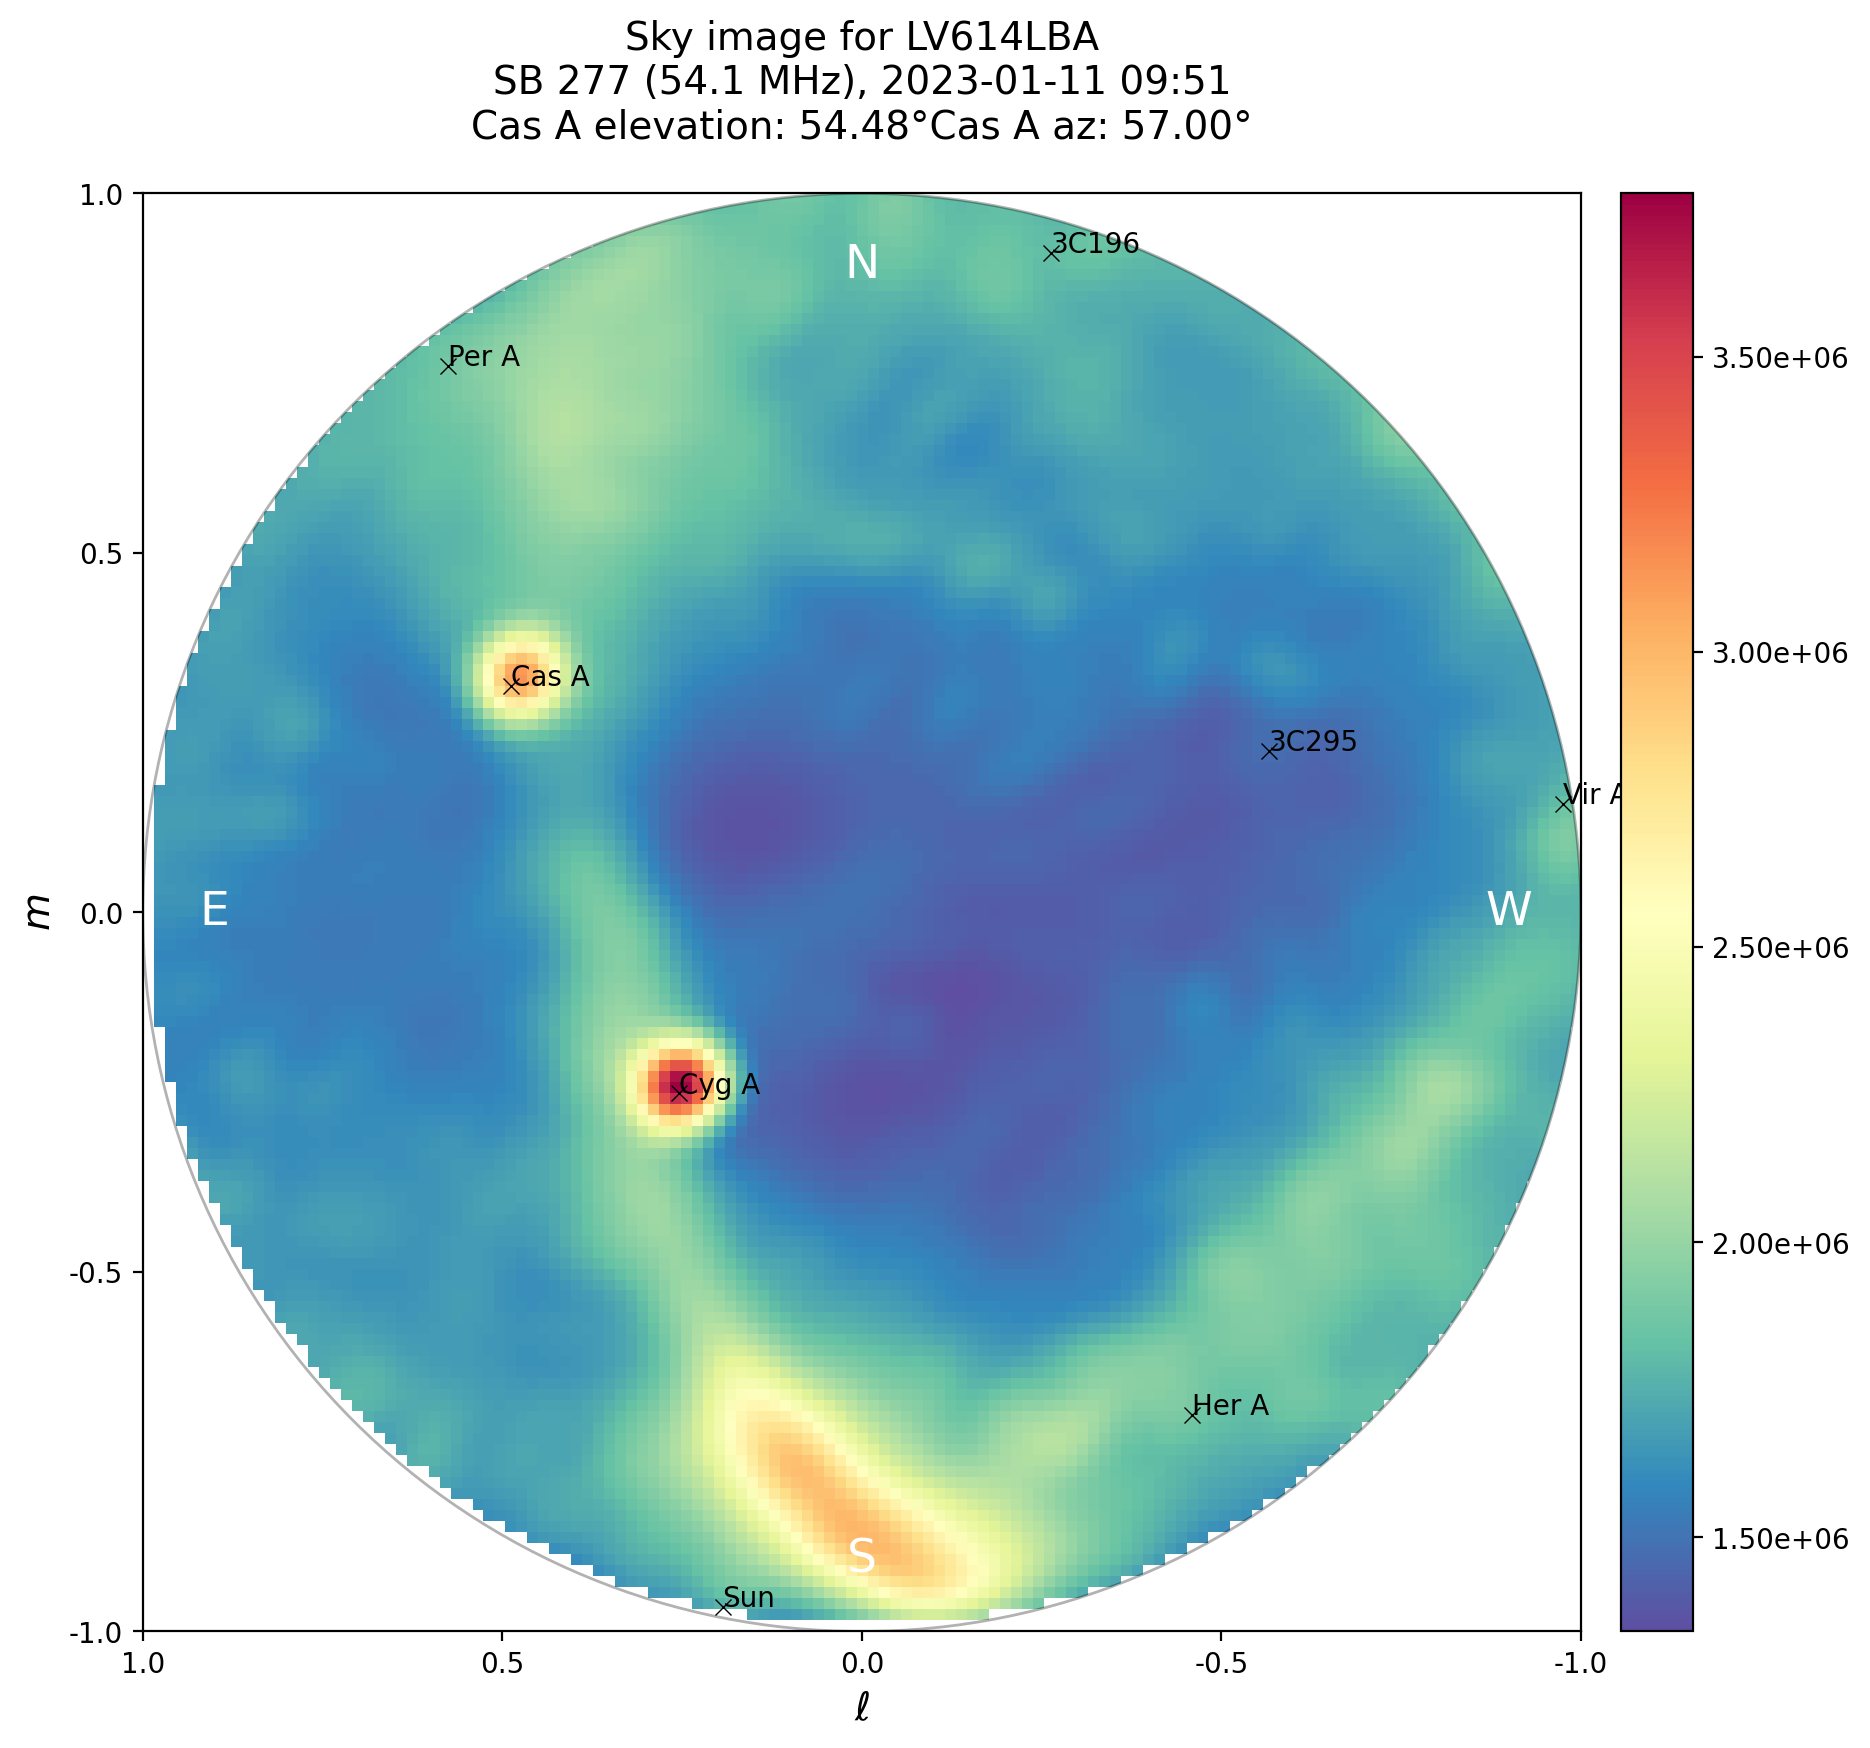 Sky image for LV614LBA
SB 277 (54.1 MHz), 2023-01-11 09:51
Cas A elevation: 54.48°Cas A az: 57.00°
1.0
N
3C196
Per A
3.50e+06
0.5
Cas A
3.00e+06
3C295
Vir A
m
0.0
E
W
2.50e+06
Cyg A
2.00e+06
-0.5
Her A
1.50e+06
S
Sun
-1.0
1.0 0.5 0.0 -0.5 -1.0
ℓ